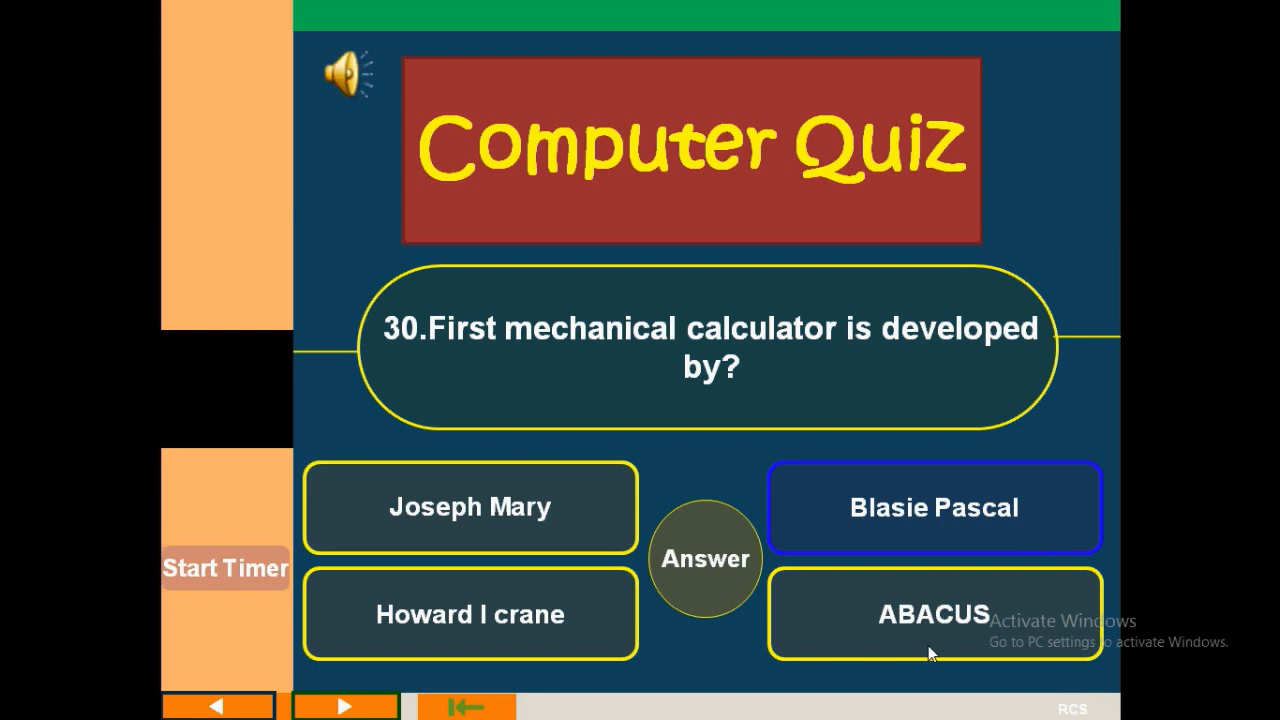 Computer Quiz
30.First mechanical calculator is developed
by?
Joseph Mary
Blasie Pascal
Answer
Howard I crane
ABACUS
Start Timer
Activate Windows
Go to PC settings to activate Windows.
RCS